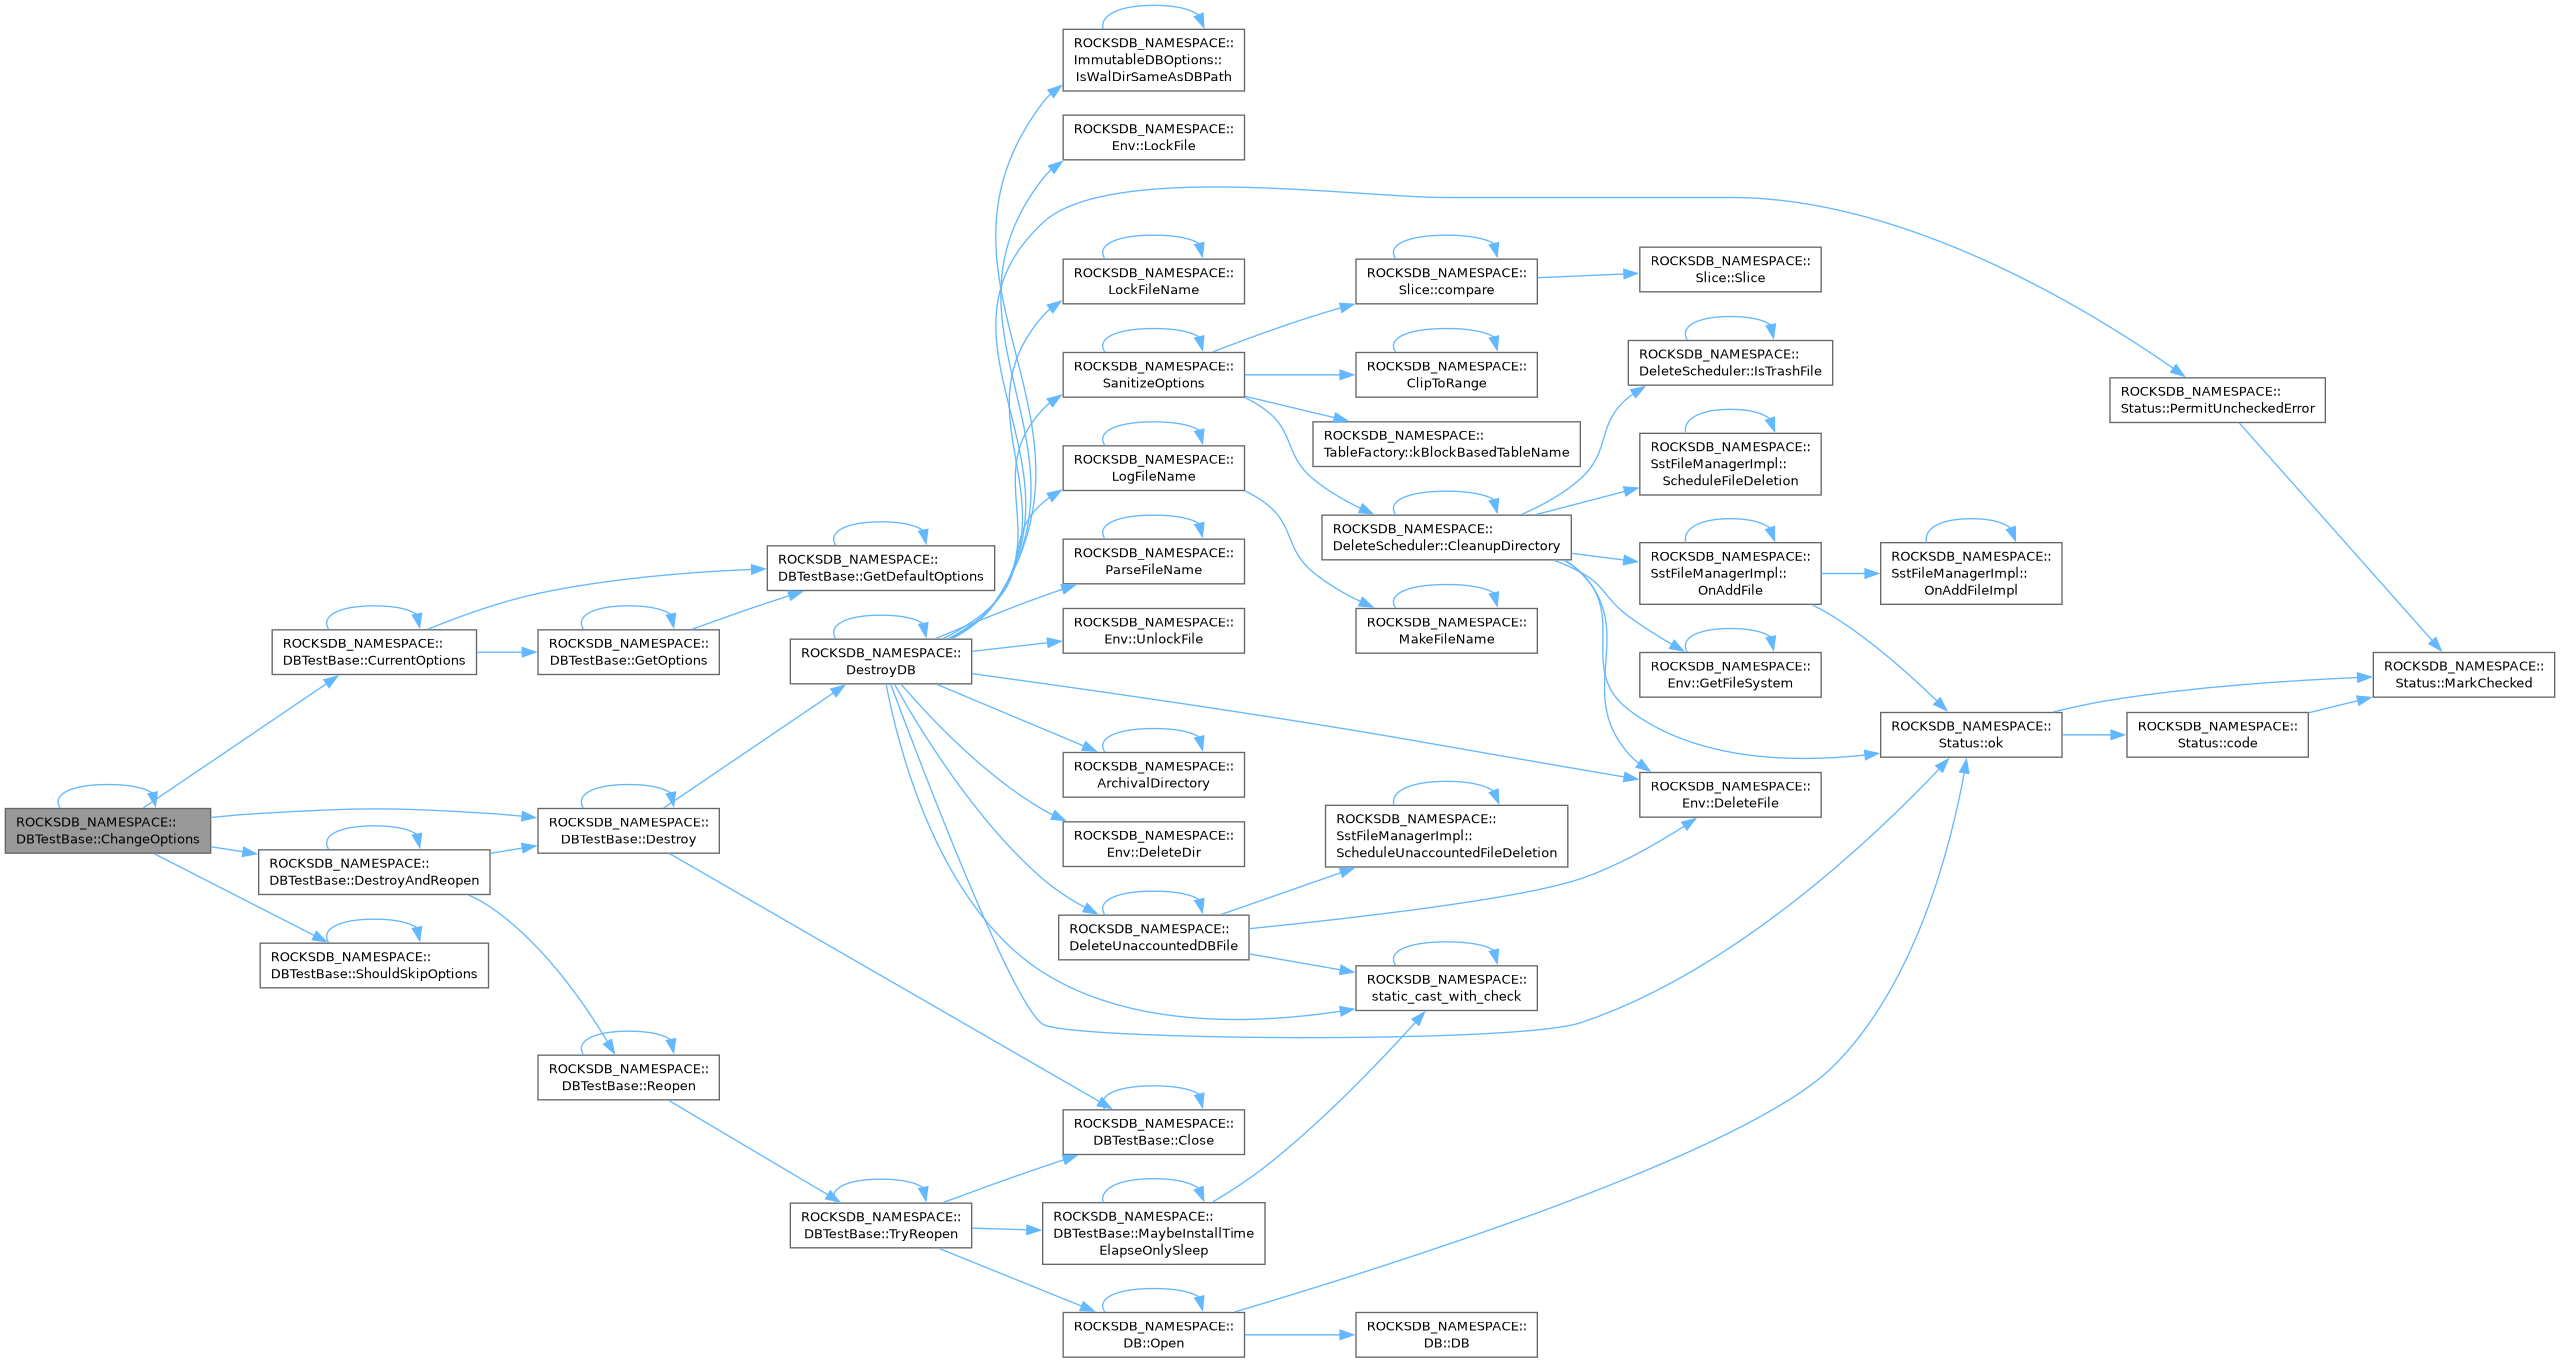 ROCKSDB_NAMESPACE::
DBTestBase::ChangeOptions
ROCKSDB_NAMESPACE::
DBTestBase::CurrentOptions
ROCKSDB_NAMESPACE::
DBTestBase::DestroyAndReopen
ROCKSDB_NAMESPACE::
DBTestBase::ShouldSkipOptions
ROCKSDB_NAMESPACE::
DBTestBase::GetOptions
ROCKSDB_NAMESPACE::
DBTestBase::Destroy
ROCKSDB_NAMESPACE::
DBTestBase::Reopen
ROCKSDB_NAMESPACE::
DBTestBase::GetDefaultOptions
ROCKSDB_NAMESPACE::
DestroyDB
ROCKSDB_NAMESPACE::
DBTestBase::TryReopen
ROCKSDB_NAMESPACE::
ImmutableDBOptions::
IsWalDirSameAsDBPath
ROCKSDB_NAMESPACE::
Env::LockFile
ROCKSDB_NAMESPACE::
LockFileName
ROCKSDB_NAMESPACE::
SanitizeOptions
ROCKSDB_NAMESPACE::
LogFileName
ROCKSDB_NAMESPACE::
ParseFileName
ROCKSDB_NAMESPACE::
Env::UnlockFile
ROCKSDB_NAMESPACE::
ArchivalDirectory
ROCKSDB_NAMESPACE::
Env::DeleteDir
ROCKSDB_NAMESPACE::
DeleteUnaccountedDBFile
ROCKSDB_NAMESPACE::
DBTestBase::Close
ROCKSDB_NAMESPACE::
DBTestBase::MaybeInstallTime
ElapseOnlySleep
ROCKSDB_NAMESPACE::
DB::Open
ROCKSDB_NAMESPACE::
Slice::compare
ROCKSDB_NAMESPACE::
ClipToRange
ROCKSDB_NAMESPACE::
TableFactory::kBlockBasedTableName
ROCKSDB_NAMESPACE::
DeleteScheduler::CleanupDirectory
ROCKSDB_NAMESPACE::
MakeFileName
ROCKSDB_NAMESPACE::
SstFileManagerImpl::
ScheduleUnaccountedFileDeletion
ROCKSDB_NAMESPACE::
static_cast_with_check
ROCKSDB_NAMESPACE::
DB::DB
ROCKSDB_NAMESPACE::
Slice::Slice
ROCKSDB_NAMESPACE::
DeleteScheduler::IsTrashFile
ROCKSDB_NAMESPACE::
SstFileManagerImpl::
ScheduleFileDeletion
ROCKSDB_NAMESPACE::
SstFileManagerImpl::
OnAddFile
ROCKSDB_NAMESPACE::
Env::GetFileSystem
ROCKSDB_NAMESPACE::
Env::DeleteFile
ROCKSDB_NAMESPACE::
SstFileManagerImpl::
OnAddFileImpl
ROCKSDB_NAMESPACE::
Status::ok
ROCKSDB_NAMESPACE::
Status::PermitUncheckedError
ROCKSDB_NAMESPACE::
Status::code
ROCKSDB_NAMESPACE::
Status::MarkChecked